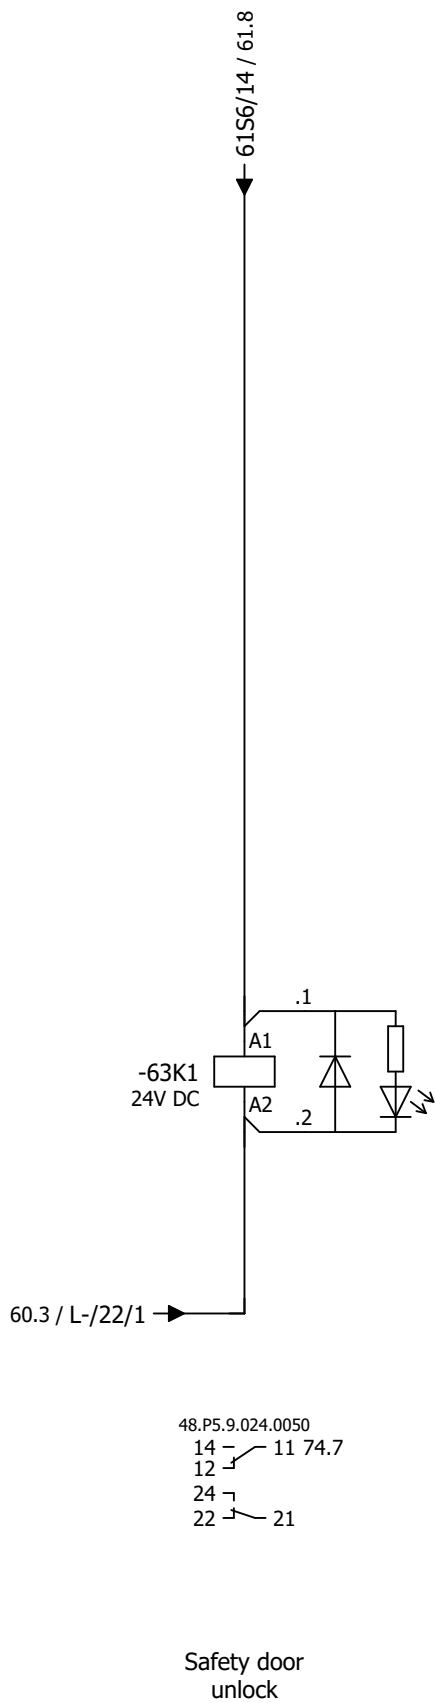 61S6/14 / 61.8
.1
A1
-63K1
24V DC
A2
.2
60.3 / L-/22/1
48.P5.9.024.0050
14 11 74.7
12
24
22 21
Safety door
unlock